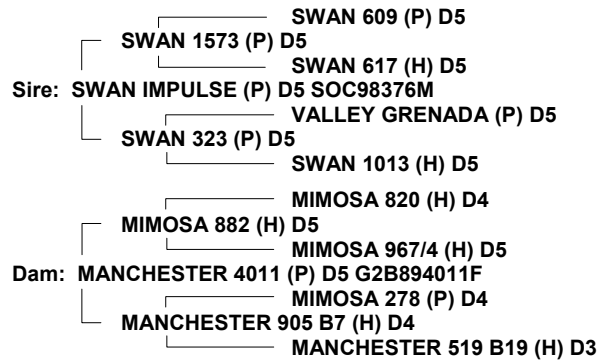 SWAN 609 (P) D5
SWAN 1573 (P) D5
SWAN 617 (H) D5
Sire: SWAN IMPULSE (P) D5 SOC98376M
VALLEY GRENADA (P) D5
SWAN 323 (P) D5
SWAN 1013 (H) D5
MIMOSA 820 (H) D4
MIMOSA 882 (H) D5
MIMOSA 967/4 (H) D5
Dam: MANCHESTER 4011 (P) D5 G2B894011F
MIMOSA 278 (P) D4
MANCHESTER 905 B7 (H) D4
MANCHESTER 519 B19 (H) D3